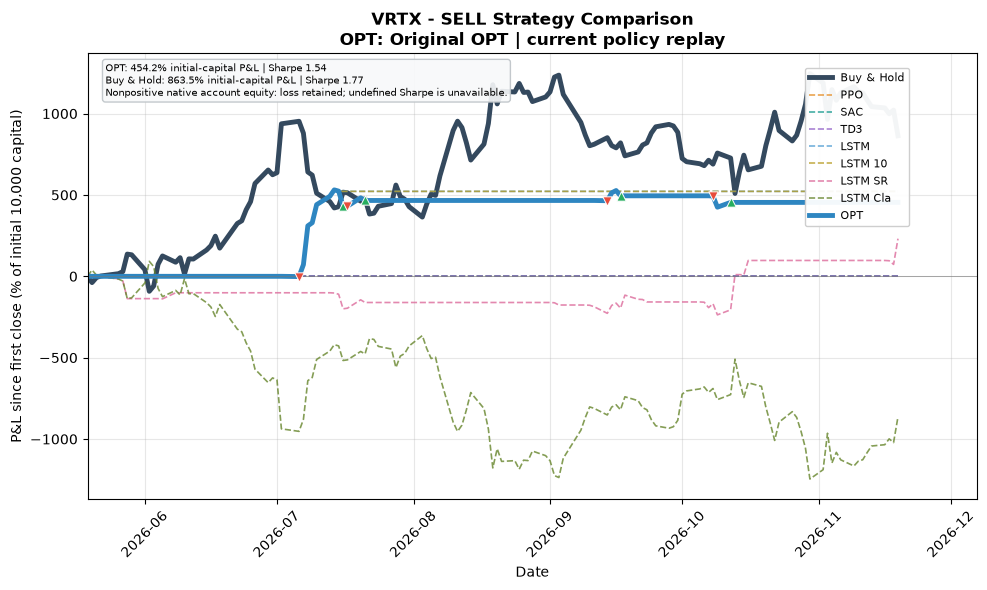 VRTX - SELL Strategy Comparison
OPT: Original OPT | current policy replay
OPT: 454.2% initial-capital P&L | Sharpe 1.54
Buy & Hold: 863.5% initial-capital P&L | Sharpe 1.77
Nonpositive native account equity: loss retained; undefined Sharpe is unavailable.
Buy & Hold
PPO
SAC
TD3
LSTM
LSTM 10
LSTM SR
LSTM Cla
OPT
P&L since first close (% of initial 10,000 capital)
1000
500
0
−500
−1000
2026-06
2026-07
2026-08
2026-09
2026-10
2026-11
2026-12
Date